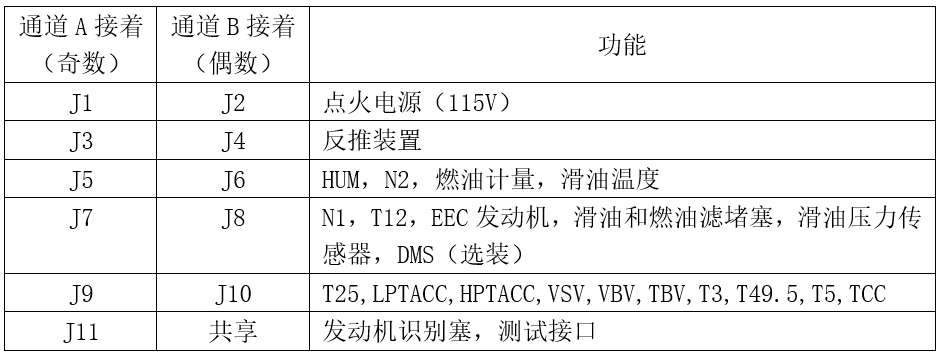 通道 A 接着
（奇数）
通道 B 接着
（偶数）
功能
J1
J2
点火电源（115V）
J3
J4
反推装置
J5
J6
HUM，N2，燃油计量，滑油温度
J7
J8
N1，T12，EEC 发动机，滑油和燃油滤堵塞，滑油压力传
感器，DMS（选装）
J9
J10
T25,LPTACC,HPTACC,VSV,VBV,TBV,T3,T49.5,T5,TCC
J11
共享
发动机识别塞，测试接口